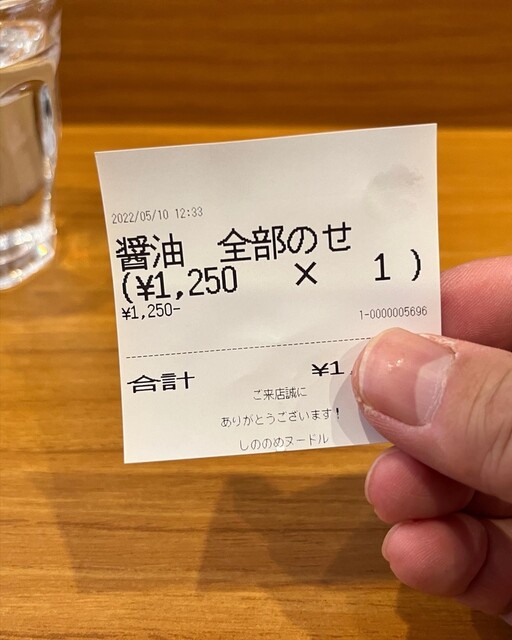 2022/05/10 12:33
醤油 全部のせ
(¥1,250 × 1)
¥1,250-
1-0000005696
合計 ¥1,
ご来店誠に
ありがとうございます!
しののめヌードル